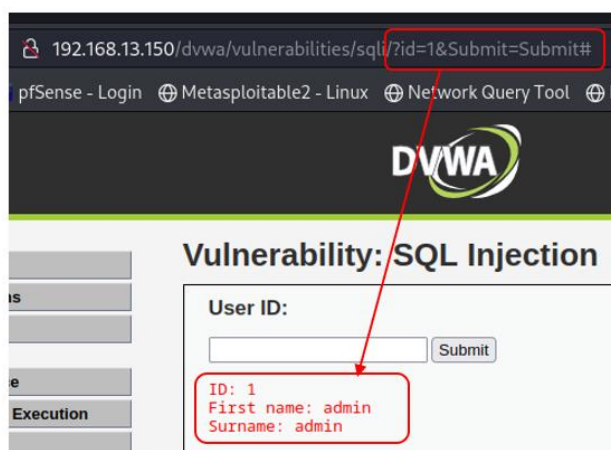 192.168.13.150/dvwa/vulnerabilities/sqli/?id=1&Submit=Submit#
pfSense - Login Metasploitable2 - Linux Network Query Tool
DVWA
Vulnerability: SQL Injection
User ID:
Submit
ID: 1
First name: admin
Surname: admin
Execution